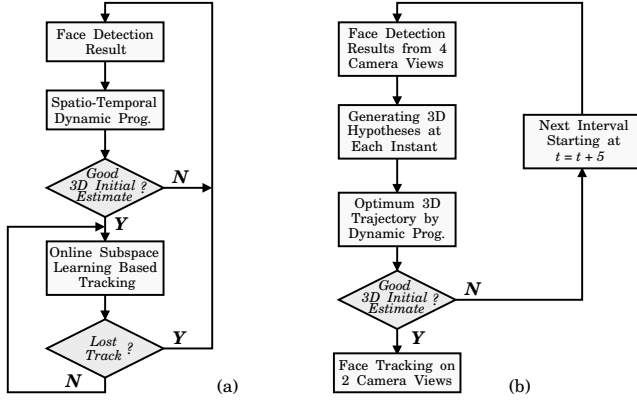 Face Detection
Result
Spatio-Temporal
Dynamic Prog.
Good
3D Initial ?
Estimate
N
Y
Online Subspace
Learning Based
Tracking
Lost
Track ?
Y
N
(a)
Face Detection
Results from 4
Camera Views
Generating 3D
Hypotheses at
Each Instant
Optimum 3D
Trajectory by
Dynamic Prog.
Good
3D Initial ?
Estimate
N
Y
Face Tracking on
2 Camera Views
Next Interval
Starting at
t = t + 5
(b)